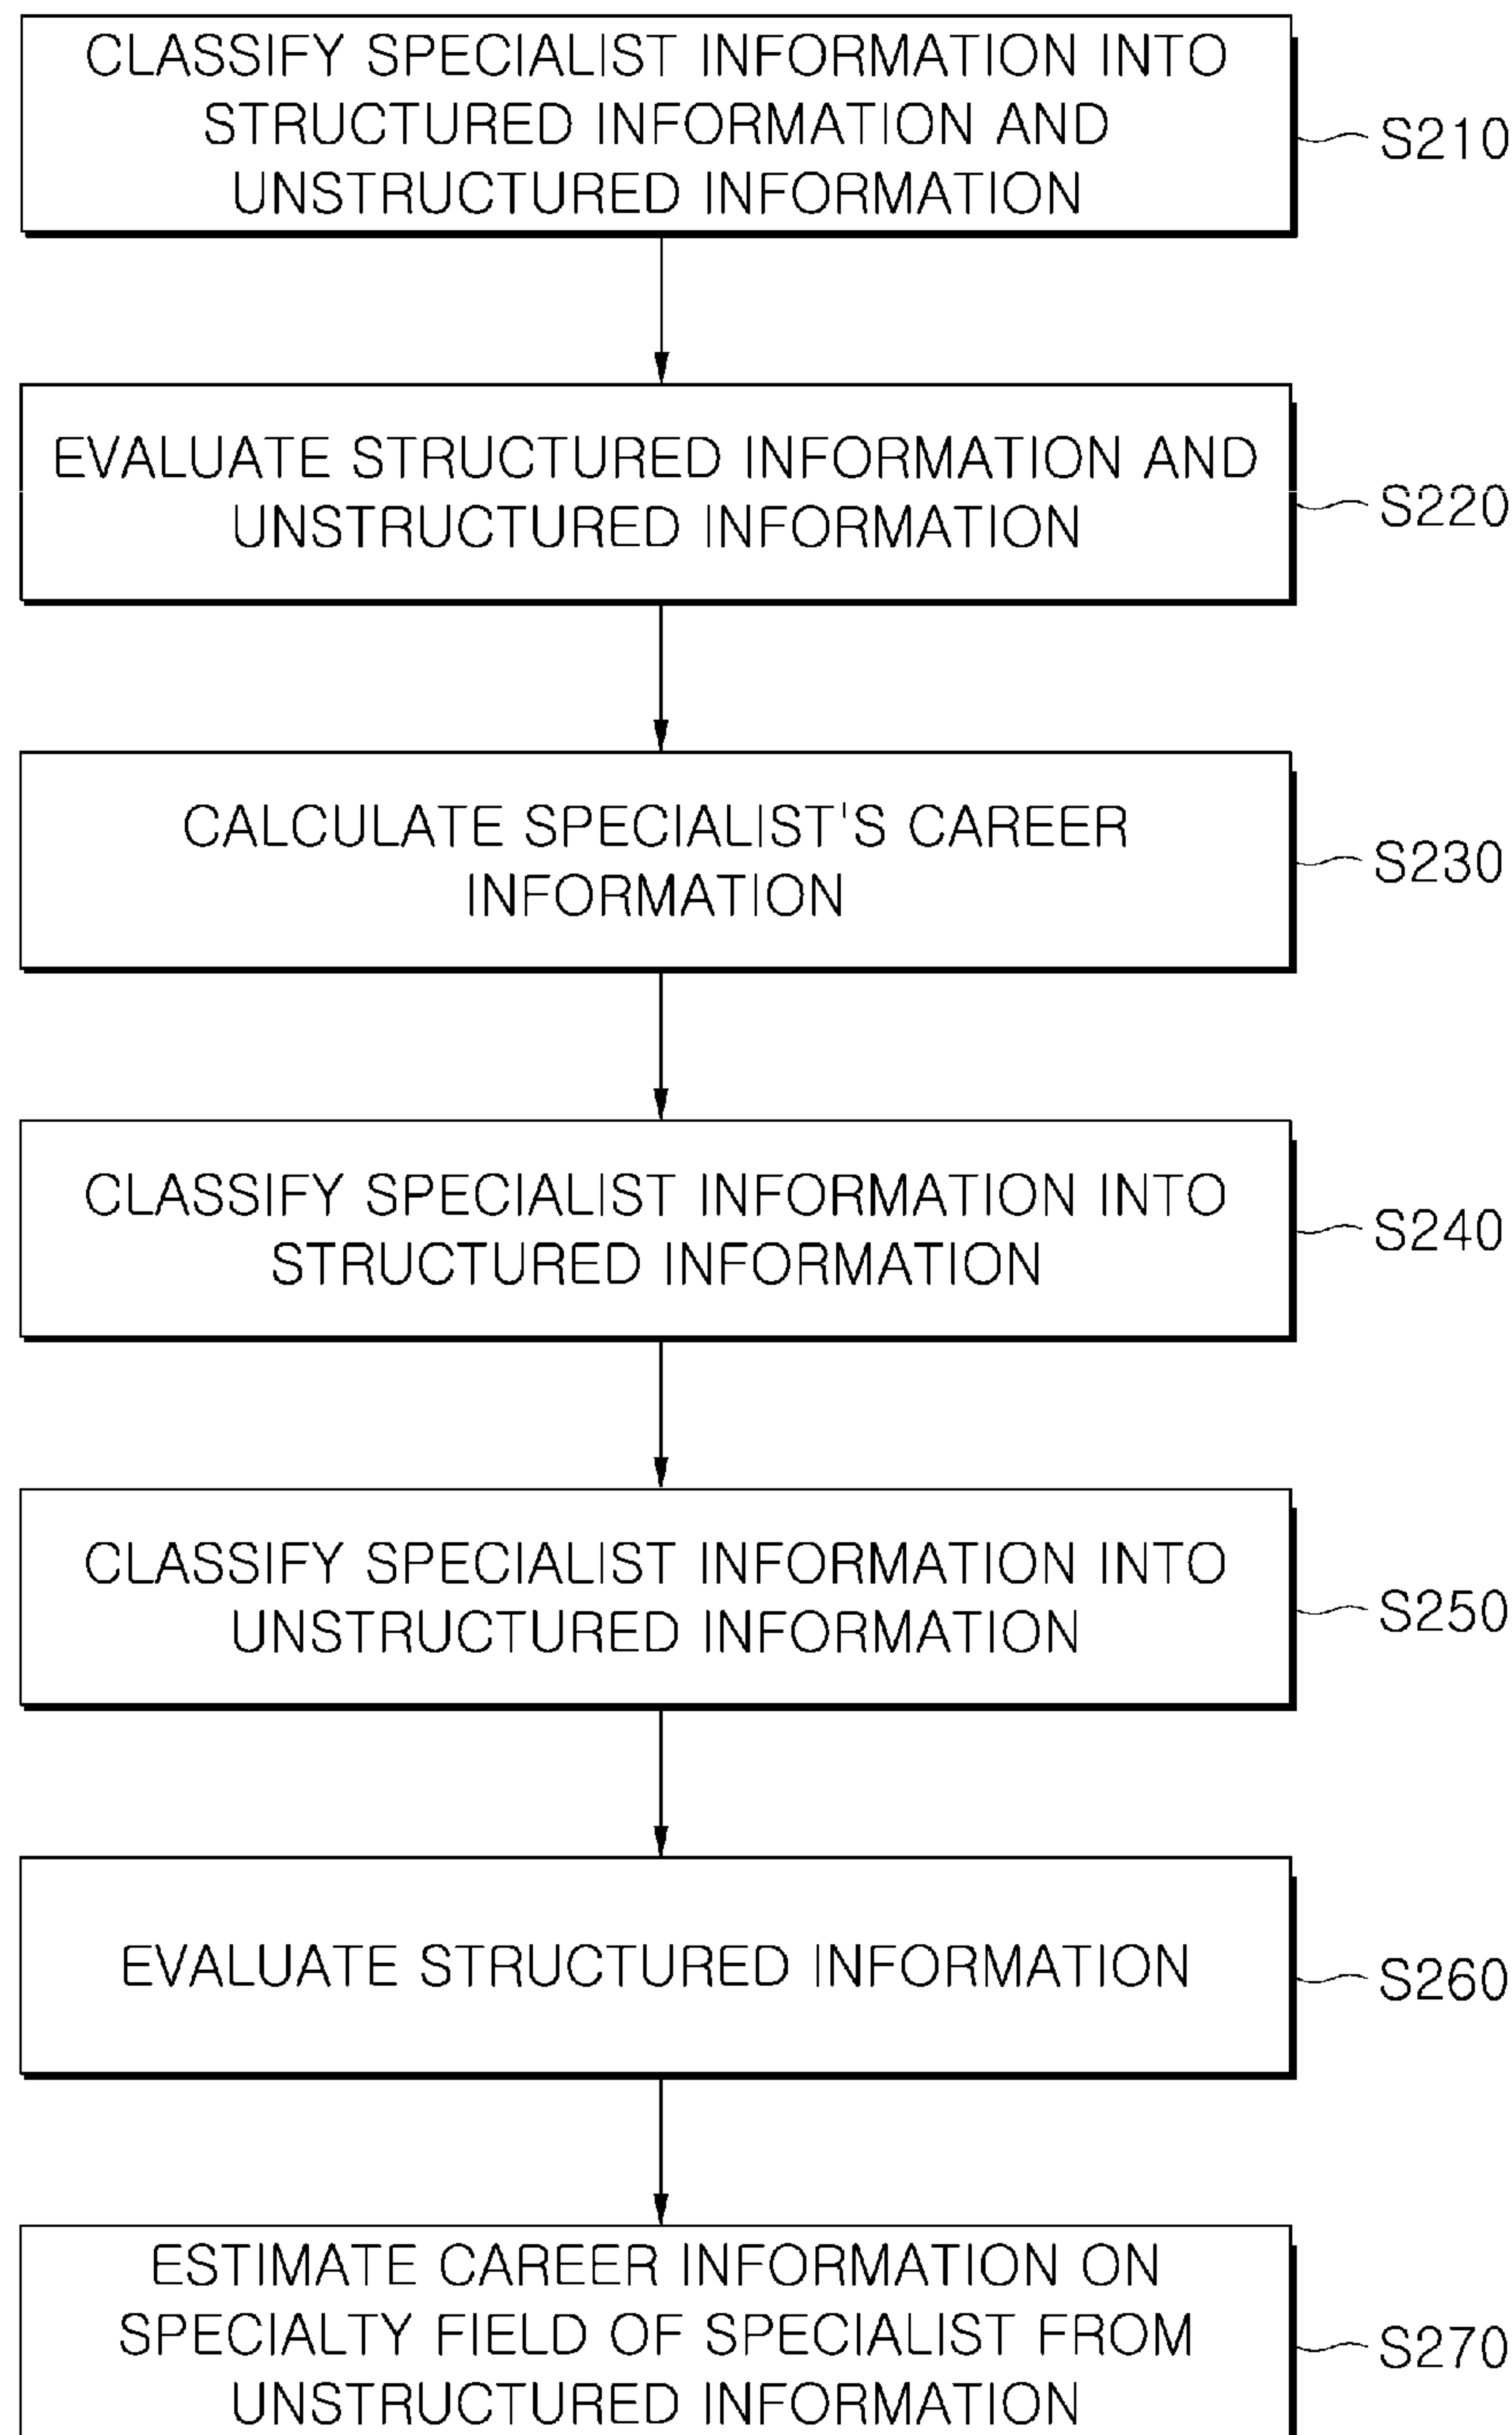 CLASSIFY SPECIALIST INFORMATION INTO
STRUCTURED INFORMATION AND
UNSTRUCTURED INFORMATION
S210
EVALUATE STRUCTURED INFORMATION AND
UNSTRUCTURED INFORMATION
S220
CALCULATE SPECIALIST'S CAREER
INFORMATION
S230
CLASSIFY SPECIALIST INFORMATION INTO
STRUCTURED INFORMATION
S240
CLASSIFY SPECIALIST INFORMATION INTO
UNSTRUCTURED INFORMATION
S250
EVALUATE STRUCTURED INFORMATION
S260
ESTIMATE CAREER INFORMATION ON
SPECIALTY FIELD OF SPECIALIST FROM
UNSTRUCTURED INFORMATION
S270